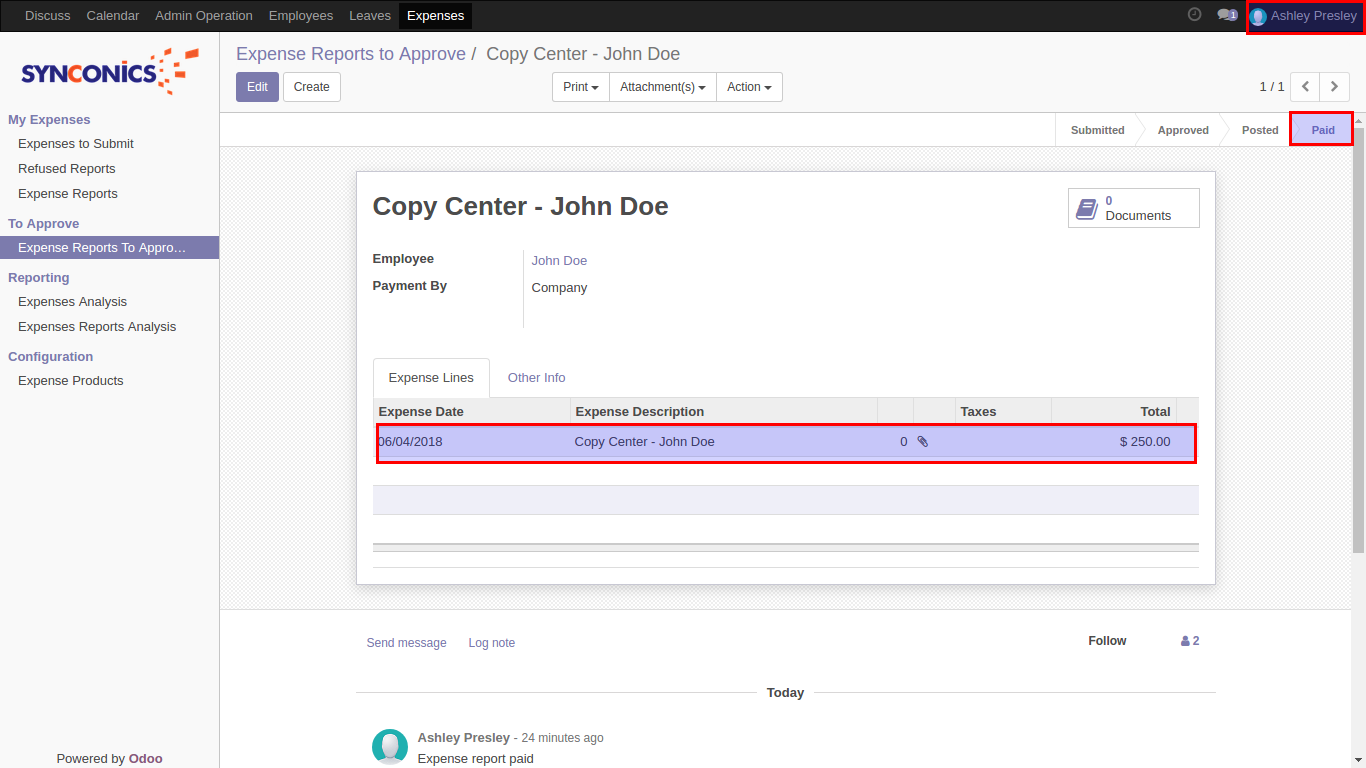 Discuss Calendar Admin Operation Employees Leaves Expenses 1 Ashley Presley
SYNCONICS
My Expenses
Expenses to Submit
Refused Reports
Expense Reports
To Approve
Expense Reports To Appro…
Reporting
Expenses Analysis
Expenses Reports Analysis
Configuration
Expense Products
Powered by Odoo
Expense Reports to Approve / Copy Center - John Doe
Edit Create Print Attachment(s) Action 1 / 1
Submitted Approved Posted Paid
Copy Center - John Doe
0
Documents
Employee John Doe
Payment By Company
Expense Lines Other Info
Expense Date Expense Description Taxes Total
06/04/2018 Copy Center - John Doe 0 $ 250.00
Send message Log note Follow 2
Today
Ashley Presley - 24 minutes ago
Expense report paid